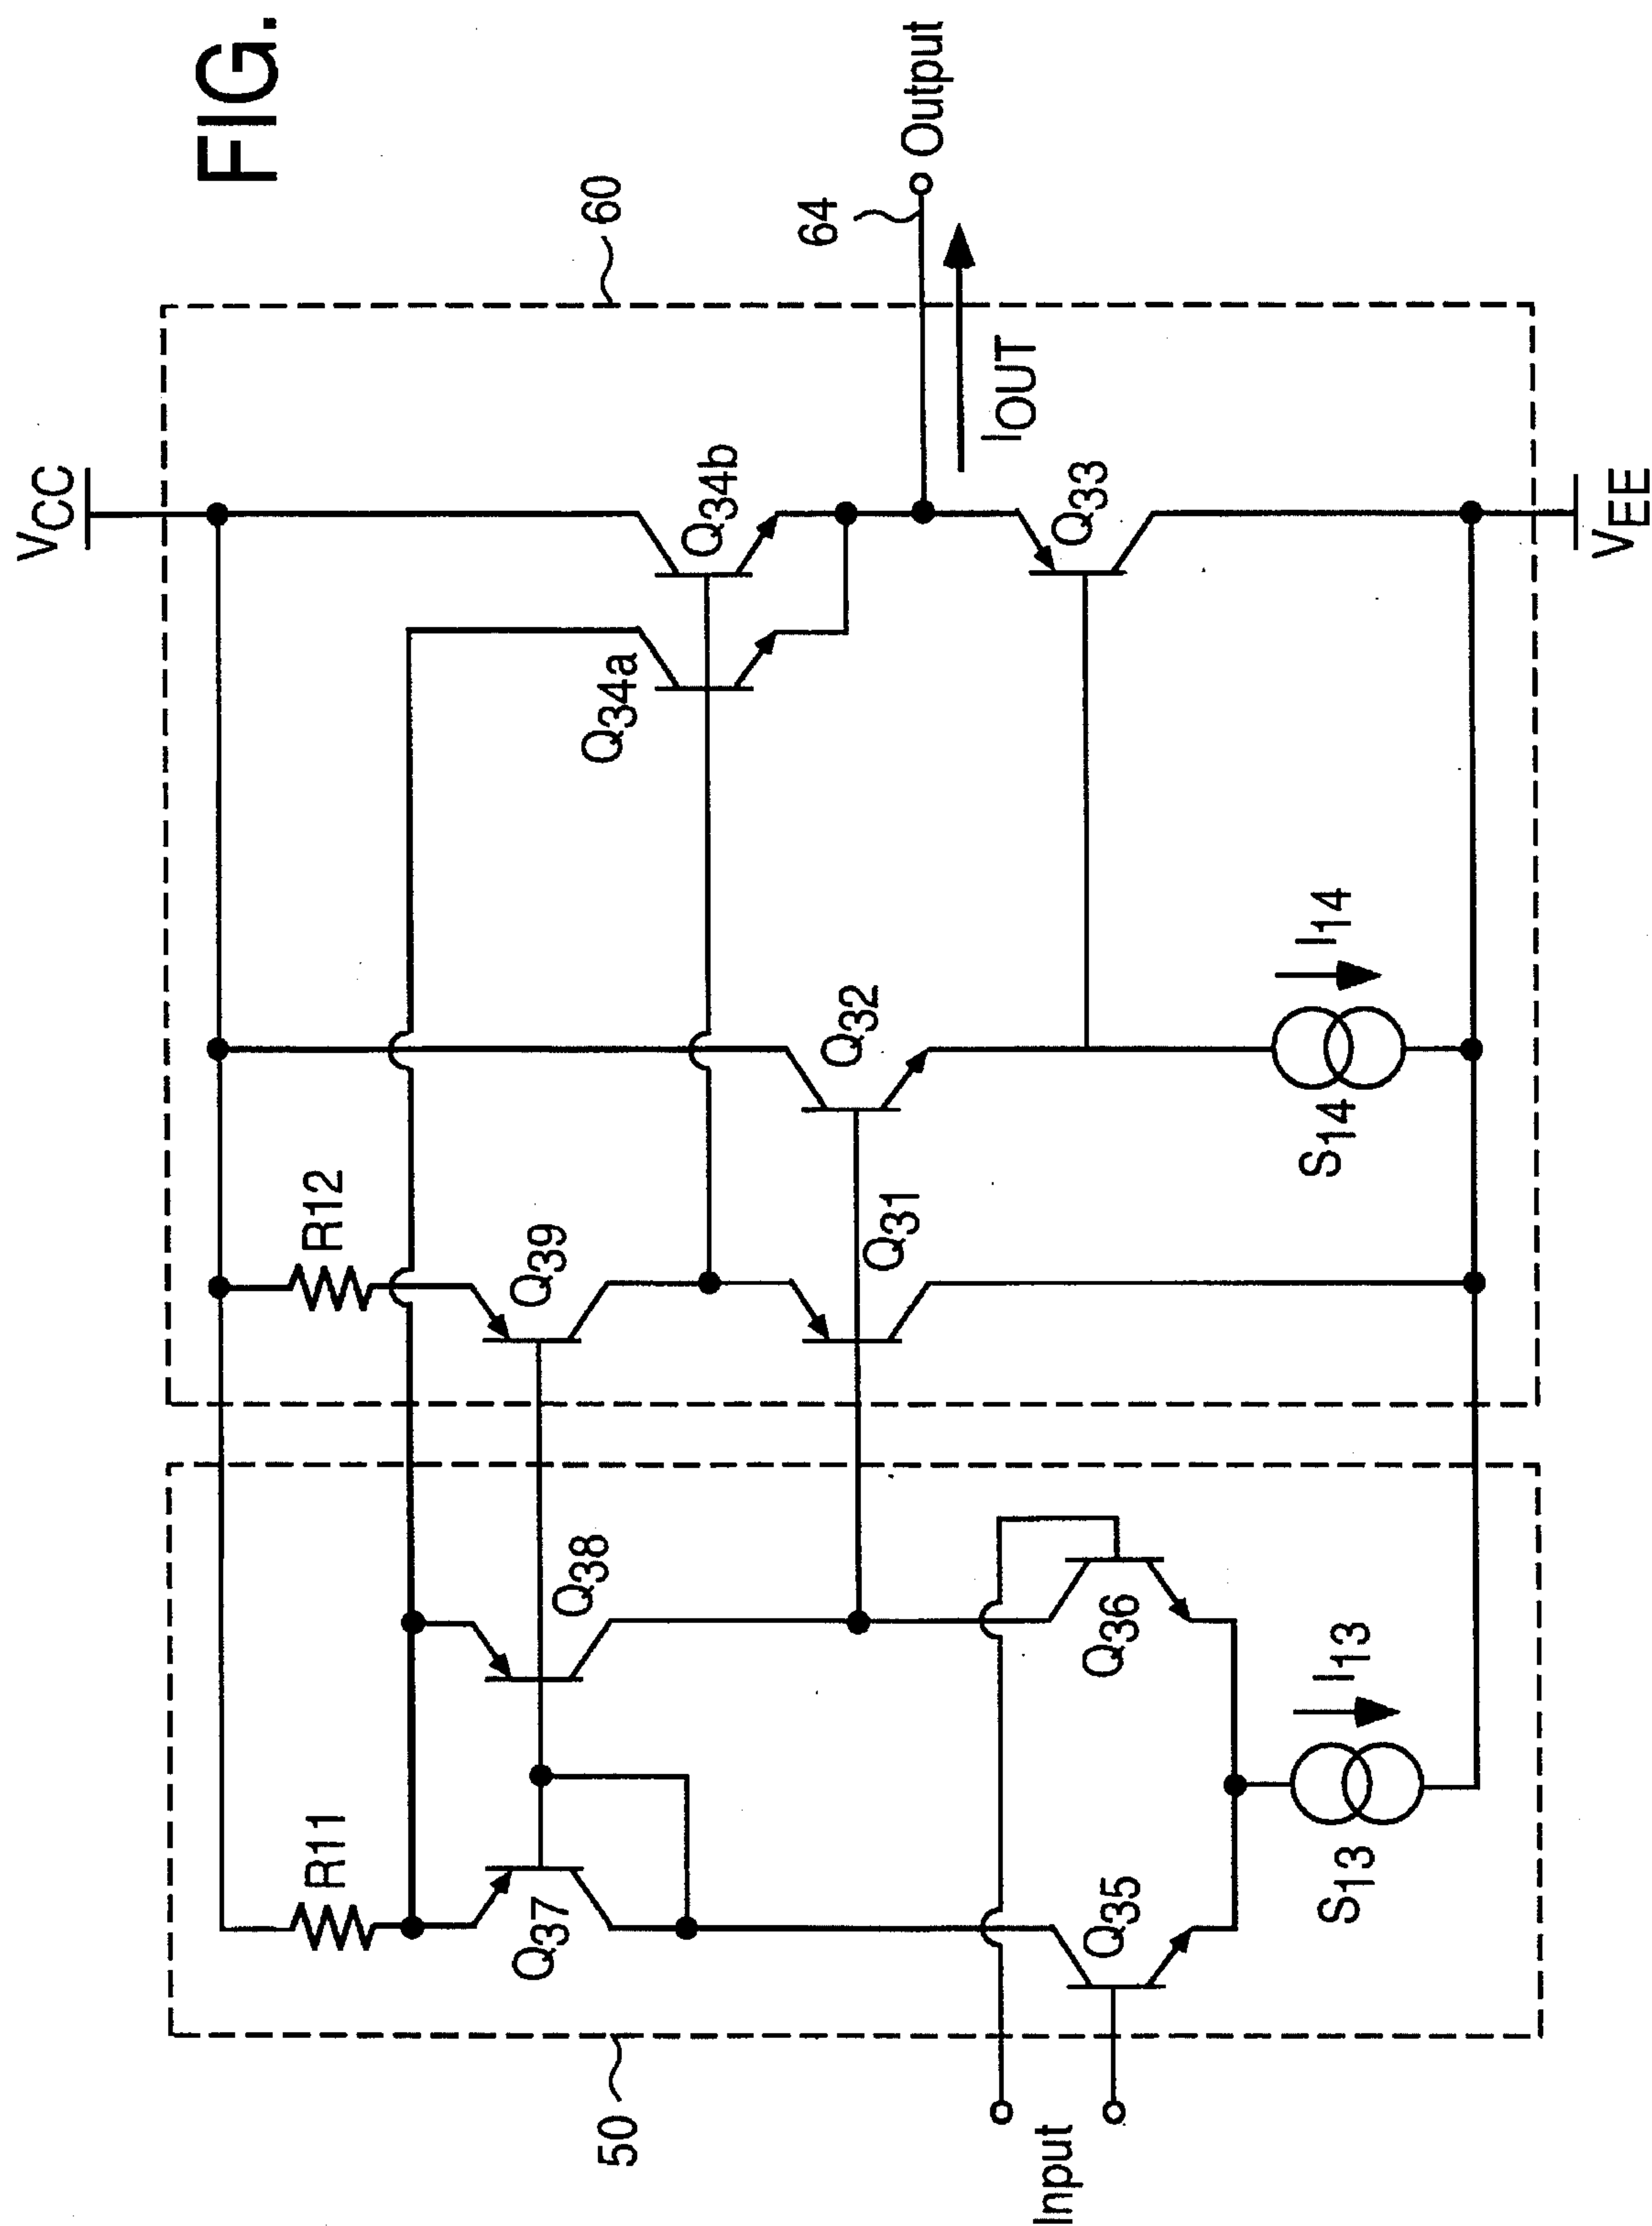 FIG.
VCC
VEE
60
64
Output
IOUT
Q34b
Q34a
Q33
Q32
I14
S14
R12
Q39
Q31
Q38
Q36
R11
Q37
Q35
I13
S13
50
Input